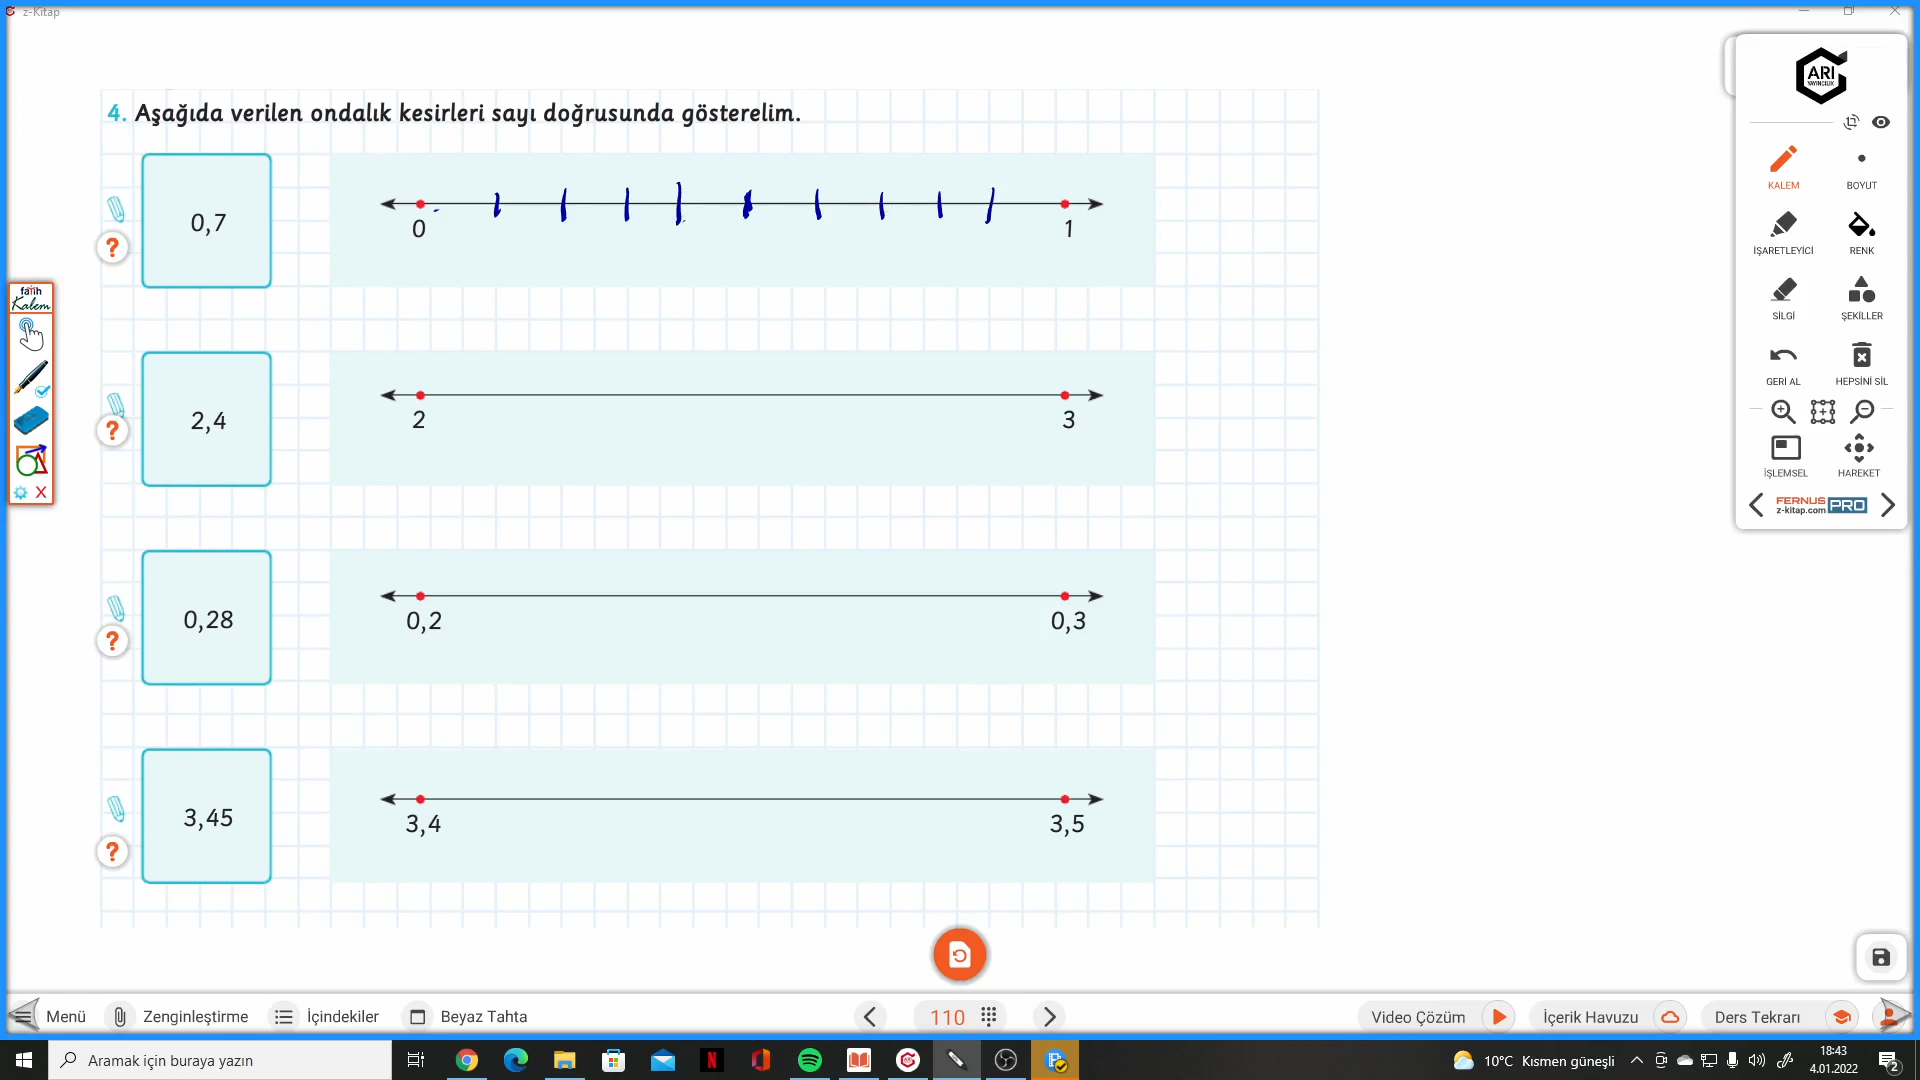 z-Kitap
ARI
YAYINCILIK
4. Aşağıda verilen ondalık kesirleri sayı doğrusunda gösterelim.
0,7
0
1
?
2,4
2
3
?
0,28
0,2
0,3
?
3,45
3,4
3,5
?
fatih
Kalem
X
KALEM
BOYUT
İŞARETLEYİCİ
RENK
SİLGİ
ŞEKİLLER
GERİ AL
HEPSİNİ SİL
İŞLEMSEL
HAREKET
FERNUS
z-kitap.com
PRO
Menü
Zenginleştirme
İçindekiler
Beyaz Tahta
110
Video Çözüm
İçerik Havuzu
Ders Tekrarı
Aramak için buraya yazın
10°C Kısmen güneşli
18:43
4.01.2022
2